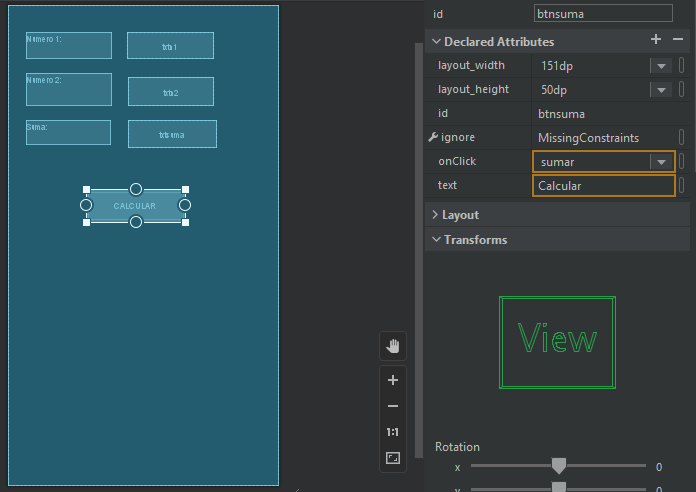 id
btnsuma
Declared Attributes
layout_width
151dp
layout_height
50dp
id
btnsuma
ignore
MissingConstraints
onClick
sumar
text
Calcular
Layout
Transforms
View
Rotation
x
0
y
0
Numero 1:
txtn1
Numero 2:
txtn2
Suma:
txtsuma
CALCULAR
1:1